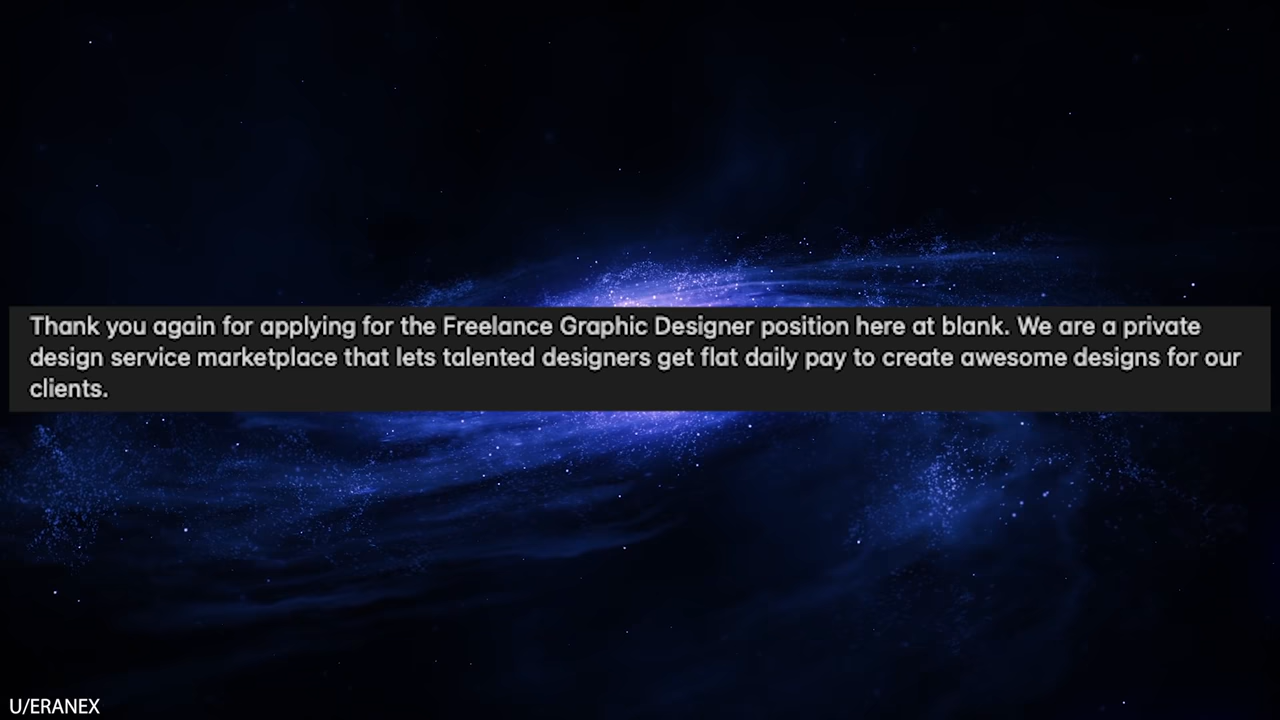 Thank you again for applying for the Freelance Graphic Designer position here at blank. We are a private
design service marketplace that lets talented designers get flat daily pay to create awesome designs for our
clients.
U/ERANEX